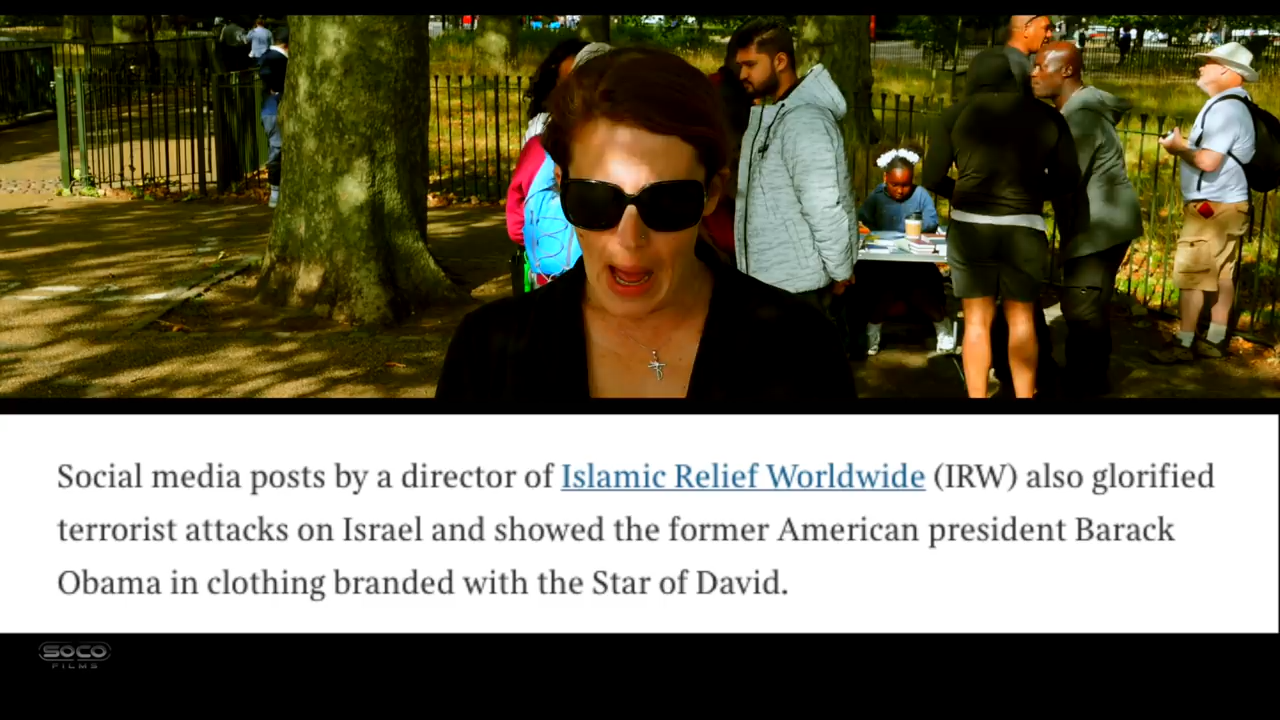 Social media posts by a director of Islamic Relief Worldwide (IRW) also glorified
terrorist attacks on Israel and showed the former American president Barack
Obama in clothing branded with the Star of David.
SOCO
FILMS